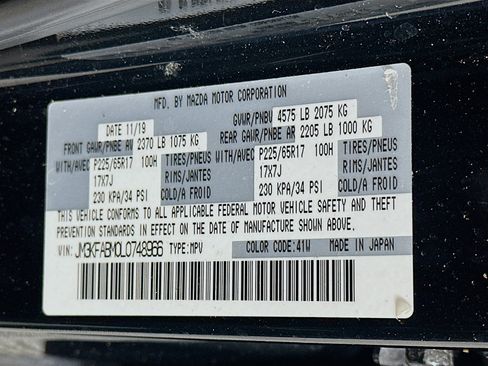 MFD. BY MAZDA MOTOR CORPORATION
DATE 11/19 GVWR/PNBV 4575 LB 2075 KG
FRONT GAWR/PNBE AV 2370 LB 1075 KG REAR GAWR/PNBE AR 2205 LB 1000 KG
WITH/AVEC P225/65R17 100H TIRES/PNEUS WITH/AVEC P225/65R17 100H TIRES/PNEUS
17X7J RIMS/JANTES 17X7J RIMS/JANTES
230 KPA/34 PSI COLD/A FROID 230 KPA/34 PSI COLD/A FROID
THIS VEHICLE CONFORMS TO ALL APPLICABLE FEDERAL MOTOR VEHICLE SAFETY AND THEFT
PREVENTION STANDARDS IN EFFECT ON THE DATE OF MANUFACTURE SHOWN ABOVE.
VIN: JM3KFABM0L0748966 TYPE:MPV COLOR CODE:41W MADE IN JAPAN